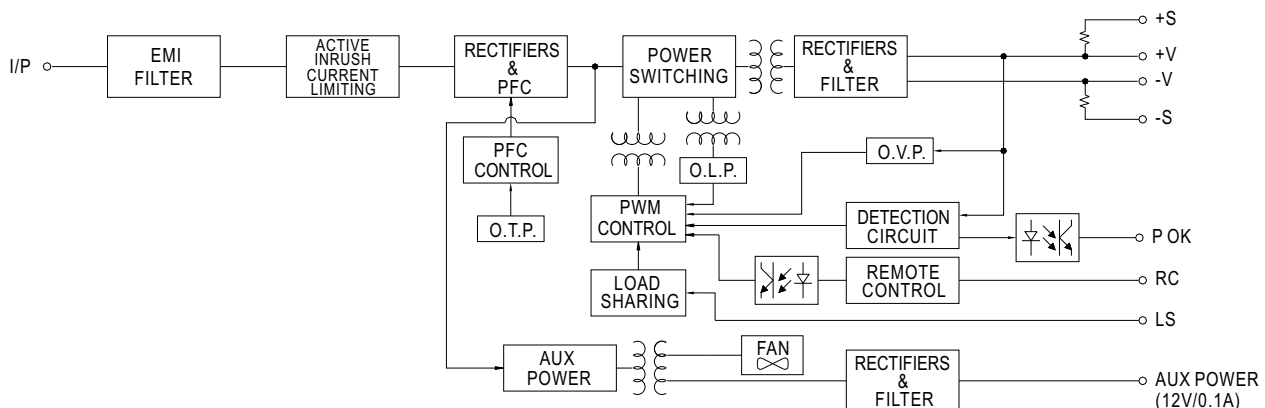 I/P
EMI
FILTER
ACTIVE
INRUSH
CURRENT
LIMITING
RECTIFIERS
&
PFC
POWER
SWITCHING
RECTIFIERS
&
FILTER
+S
+V
-V
-S
PFC
CONTROL
O.T.P.
O.L.P.
O.V.P.
PWM
CONTROL
DETECTION
CIRCUIT
P OK
LOAD
SHARING
REMOTE
CONTROL
RC
LS
AUX
POWER
FAN
RECTIFIERS
&
FILTER
AUX POWER
(12V/0.1A)